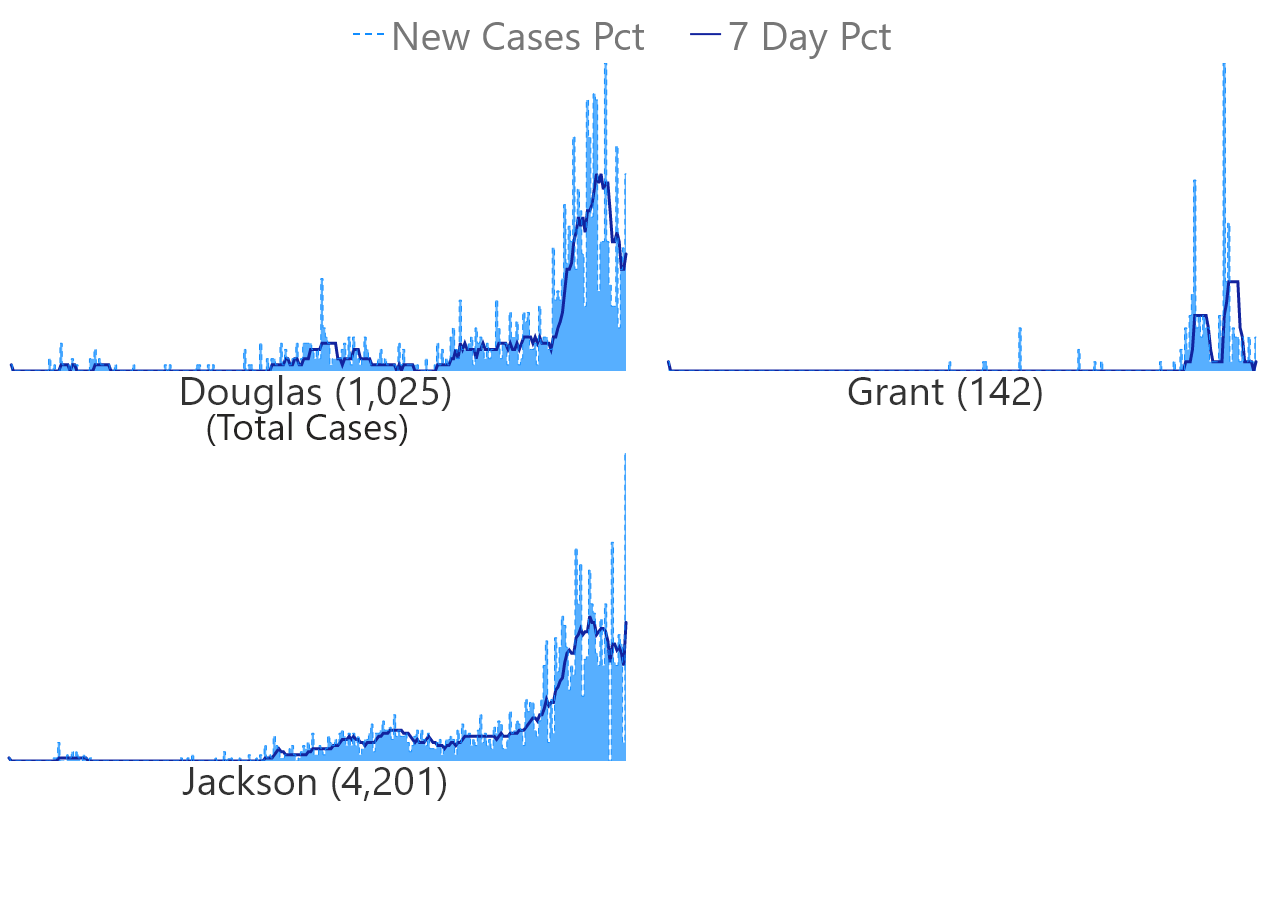 New Cases Pct 7 Day Pct
Douglas (1,025)
(Total Cases)
Grant (142)
Jackson (4,201)